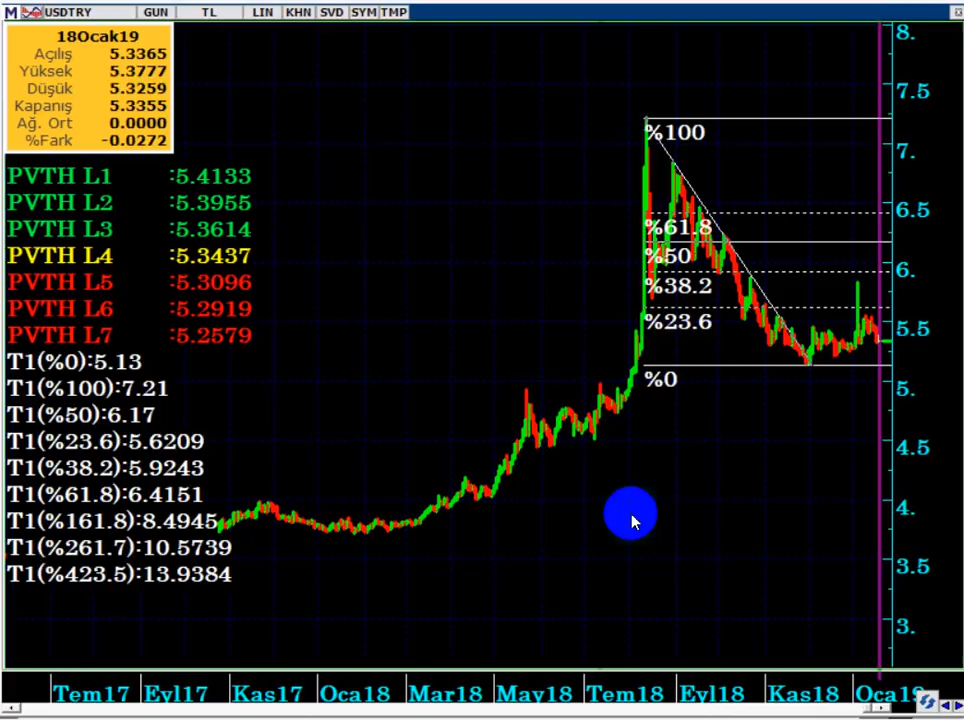 M USDTRY GUN TL LIN KHN SVD SYM TMP
18Ocak19
Açılış 5.3365
Yüksek 5.3777
Düşük 5.3259
Kapanış 5.3355
Ağ. Ort 0.0000
%Fark -0.0272
PVTH L1 :5.4133
PVTH L2 :5.3955
PVTH L3 :5.3614
PVTH L4 :5.3437
PVTH L5 :5.3096
PVTH L6 :5.2919
PVTH L7 :5.2579
T1(%0):5.13
T1(%100):7.21
T1(%50):6.17
T1(%23.6):5.6209
T1(%38.2):5.9243
T1(%61.8):6.4151
T1(%161.8):8.4945
T1(%261.7):10.5739
T1(%423.5):13.9384
%100
%61.8
%50
%38.2
%23.6
%0
8.
7.5
7.
6.5
6.
5.5
5.
4.5
4.
3.5
3.
Tem17 Eyl17 Kas17 Oca18 Mar18 May18 Tem18 Eyl18 Kas18 Oca19